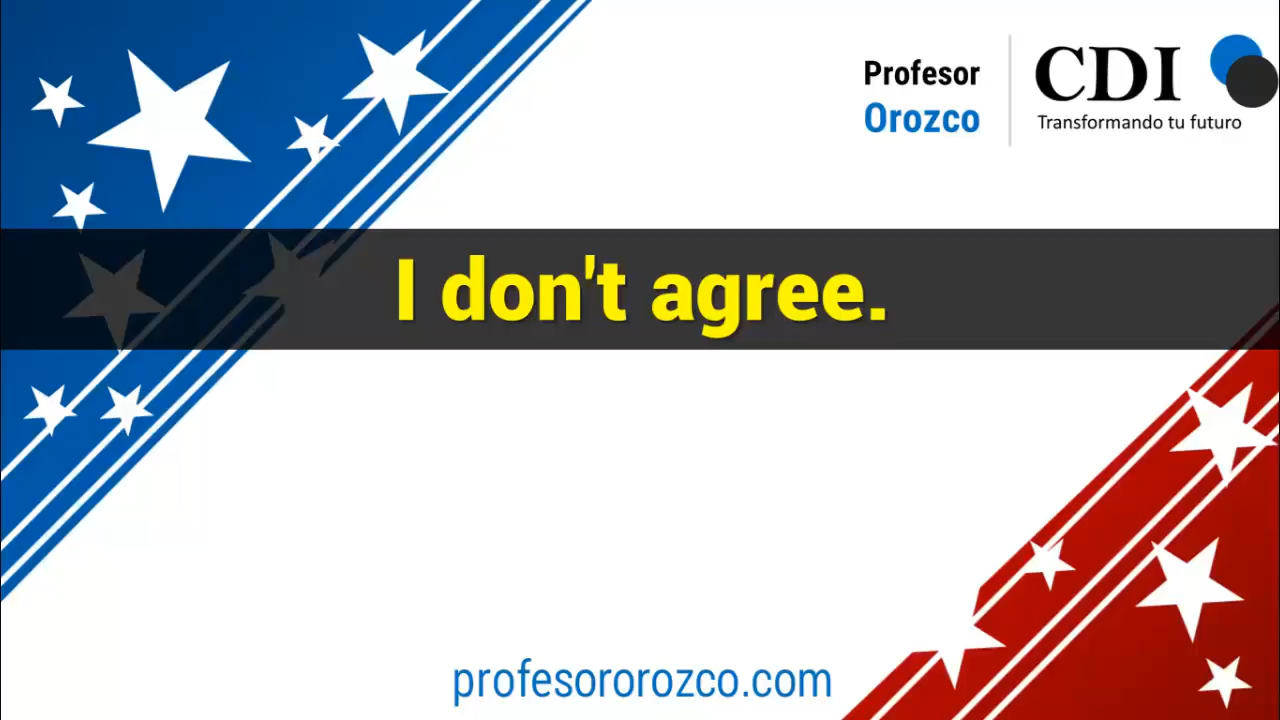 Profesor
Orozco
CDI
Transformando tu futuro
I don't agree.
profesororozco.com